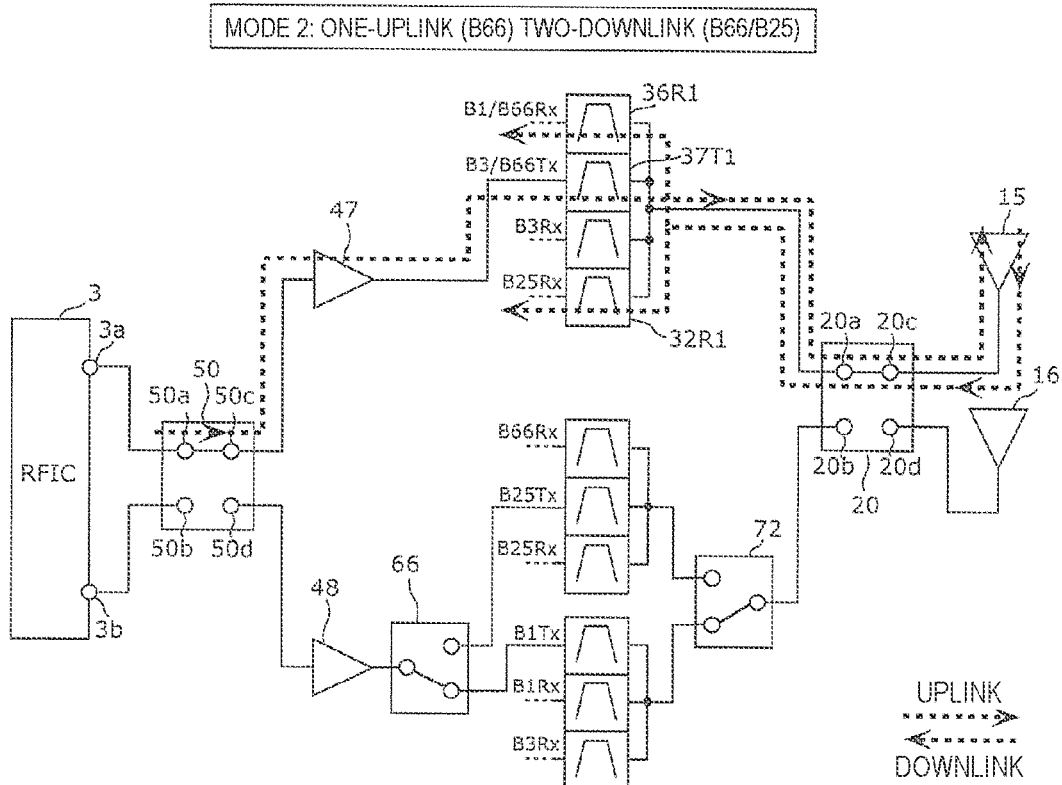 MODE 2: ONE-UPLINK (B66) TWO-DOWNLINK (B66/B25)
36R1
B1/B66Rx
37T1
B3/B66Tx
47
15
B3Rx
B25Rx
3
32R1
3a
20a
20c
50
50a
50c
16
B66Rx
RFIC
20b
20d
B25Tx
20
50b
50d
72
B25Rx
66
48
3b
B1Tx
B1Rx
UPLINK
B3Rx
DOWNLINK